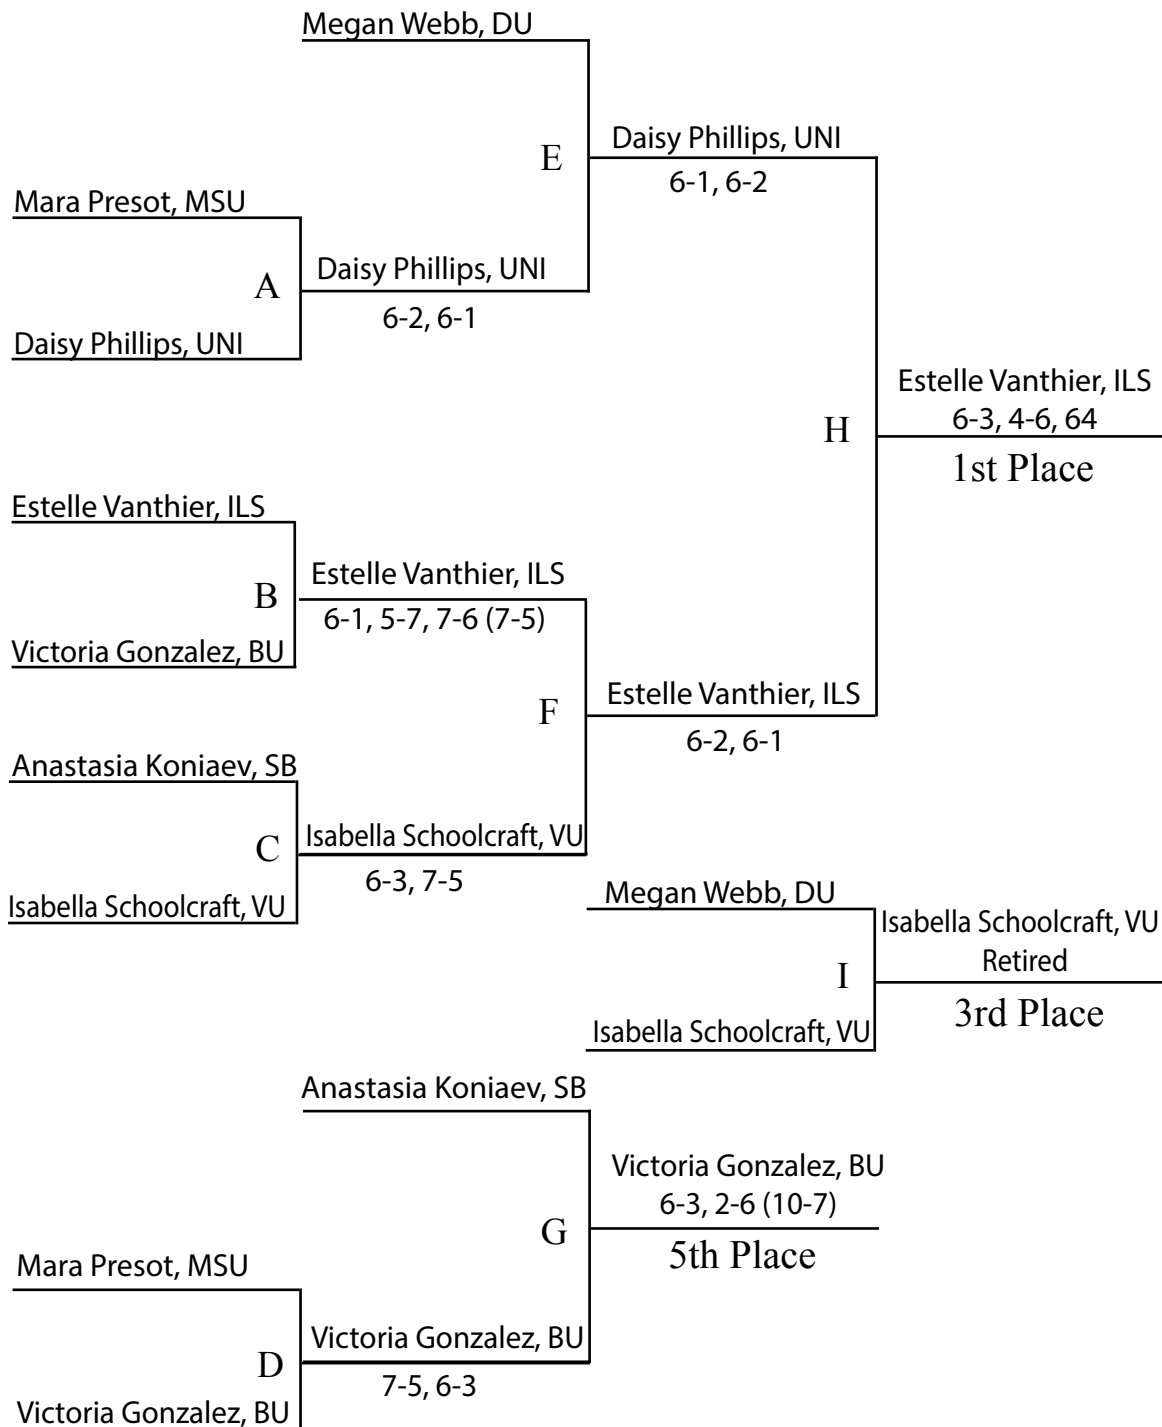 Megan Webb, DU
E
Daisy Phillips, UNI
6-1, 6-2
Mara Presot, MSU
A
Daisy Phillips, UNI
6-2, 6-1
Daisy Phillips, UNI
H
Estelle Vanthier, ILS
6-3, 4-6, 64
1st Place
Estelle Vanthier, ILS
B
Estelle Vanthier, ILS
6-1, 5-7, 7-6 (7-5)
Victoria Gonzalez, BU
F
Estelle Vanthier, ILS
6-2, 6-1
Anastasia Koniaev, SB
C
Isabella Schoolcraft, VU
6-3, 7-5
Isabella Schoolcraft, VU
Megan Webb, DU
I
Isabella Schoolcraft, VU
Retired
3rd Place
Isabella Schoolcraft, VU
Anastasia Koniaev, SB
G
Victoria Gonzalez, BU
6-3, 2-6 (10-7)
5th Place
Mara Presot, MSU
D
Victoria Gonzalez, BU
7-5, 6-3
Victoria Gonzalez, BU